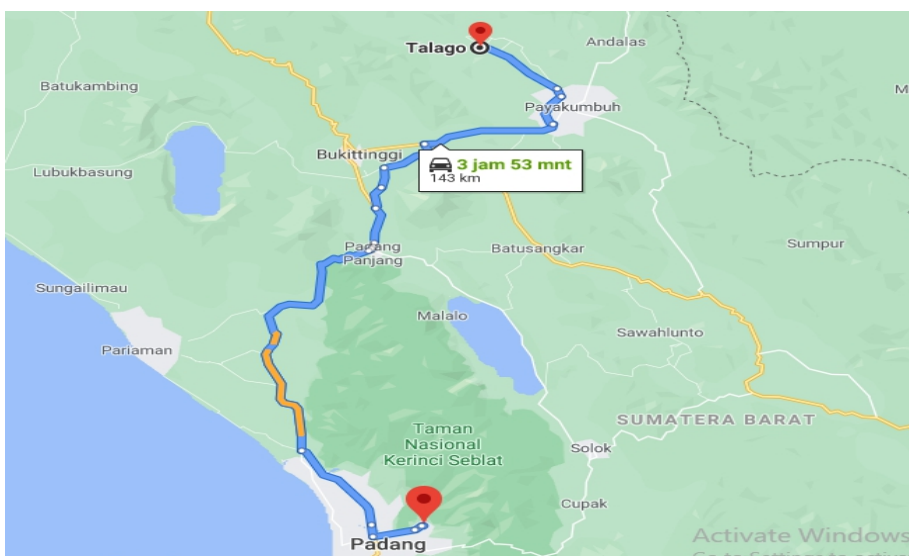 Talago
Andalas
Batukambing
Payakumbuh
M
Bukittinggi
3 jam 53 mnt
143 km
Lubukbasung
Padang
Panjang
Batusangkar
Sumpur
Sungailimau
Malalo
Sawahlunto
Pariaman
SUMATERA BARAT
Taman
Nasional
Kerinci Seblat
Solok
Cupak
Padang
Activate Windows